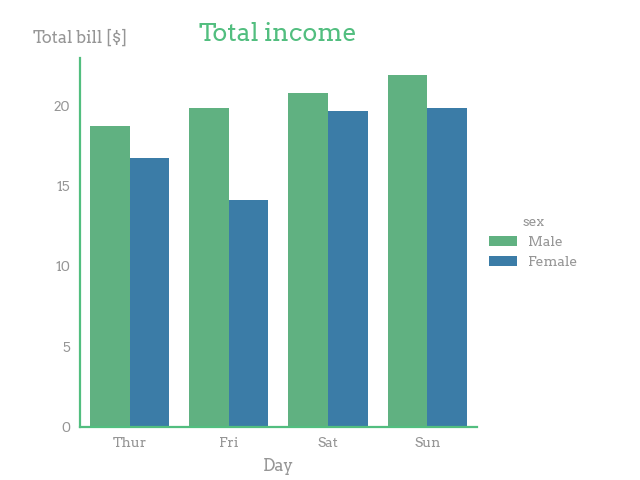 Total income
Total bill [$]
20
15
10
5
0
Thur Fri Sat Sun
Day
sex
Male
Female